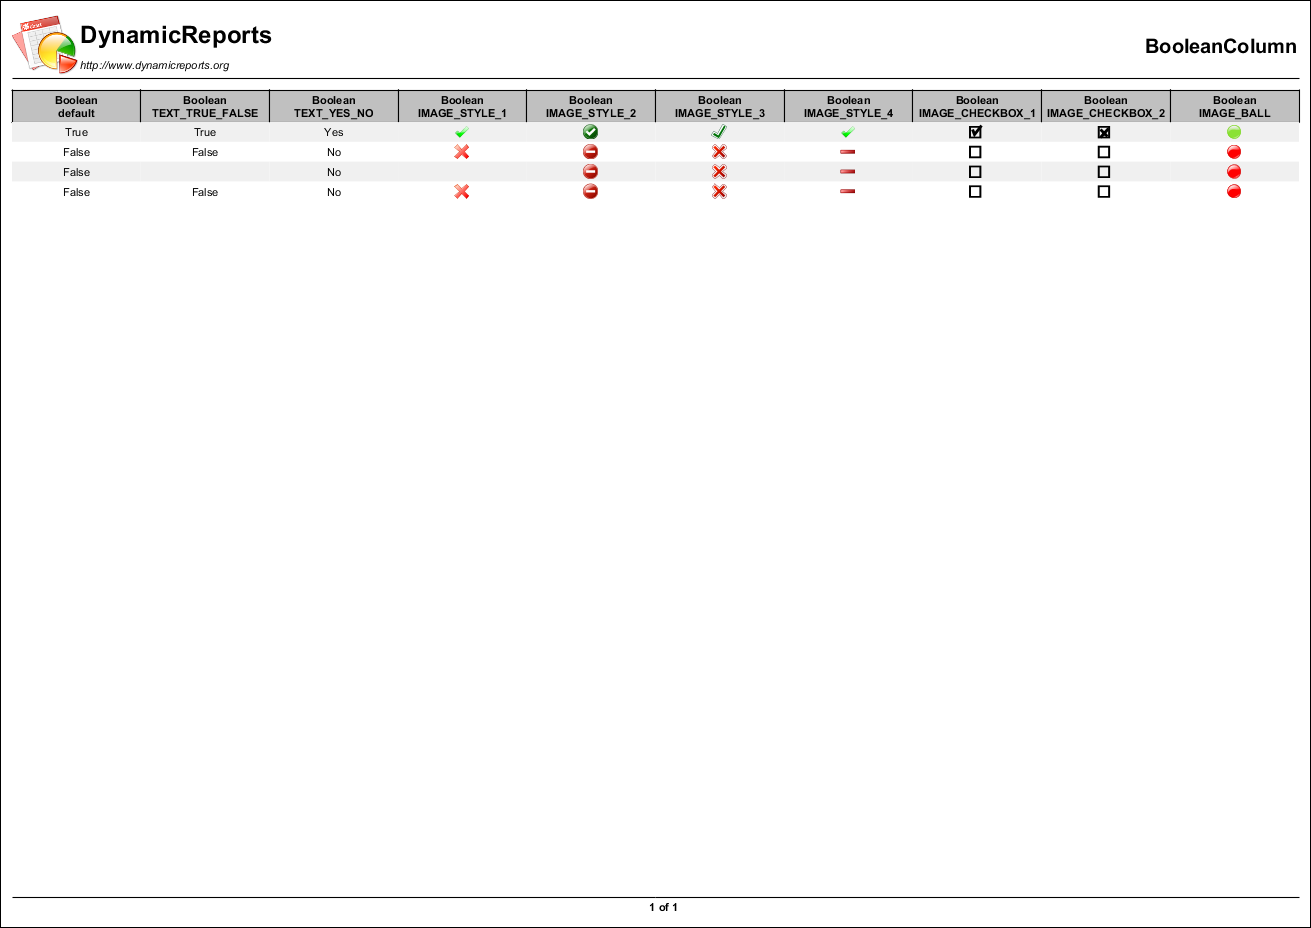 DynamicReports
http://www.dynamicreports.org
BooleanColumn
Boolean default Boolean TEXT_TRUE_FALSE Boolean TEXT_YES_NO Boolean IMAGE_STYLE_1 Boolean IMAGE_STYLE_2 Boolean IMAGE_STYLE_3 Boolean IMAGE_STYLE_4 Boolean IMAGE_CHECKBOX_1 Boolean IMAGE_CHECKBOX_2 Boolean IMAGE_BALL
True True Yes
False False No
False No
False False No
1 of 1